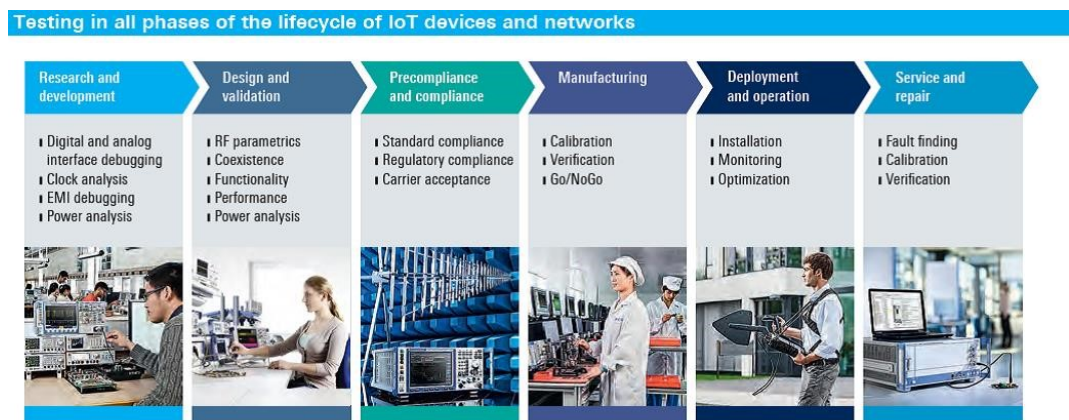 Testing in all phases of the lifecycle of IoT devices and networks
Research and
development
Digital and analog
interface debugging
Clock analysis
EMI debugging
Power analysis
Design and
validation
RF parametrics
Coexistence
Functionality
Performance
Power analysis
Precompliance
and compliance
Standard compliance
Regulatory compliance
Carrier acceptance
Manufacturing
Calibration
Verification
Go/NoGo
Deployment
and operation
Installation
Monitoring
Optimization
Service and
repair
Fault finding
Calibration
Verification